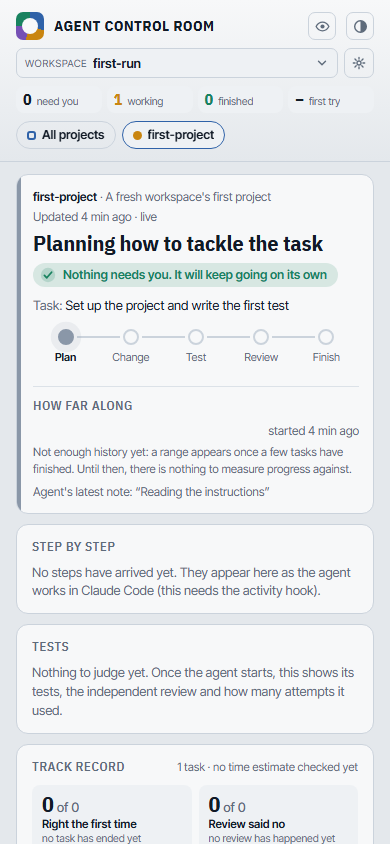 AGENT CONTROL ROOM
WORKSPACE first-run
0 need you
1 working
0 finished
– first try
All projects
first-project
first-project · A fresh workspace's first project
Updated 4 min ago · live
Planning how to tackle the task
Nothing needs you. It will keep going on its own
Task: Set up the project and write the first test
Plan Change Test Review Finish
HOW FAR ALONG
started 4 min ago
Not enough history yet: a range appears once a few tasks have
finished. Until then, there is nothing to measure progress against.
Agent's latest note: “Reading the instructions”
STEP BY STEP
No steps have arrived yet. They appear here as the agent
works in Claude Code (this needs the activity hook).
TESTS
Nothing to judge yet. Once the agent starts, this shows its
tests, the independent review and how many attempts it
used.
TRACK RECORD
1 task · no time estimate checked yet
0 of 0
Right the first time
no task has ended yet
0 of 0
Review said no
no review has happened yet